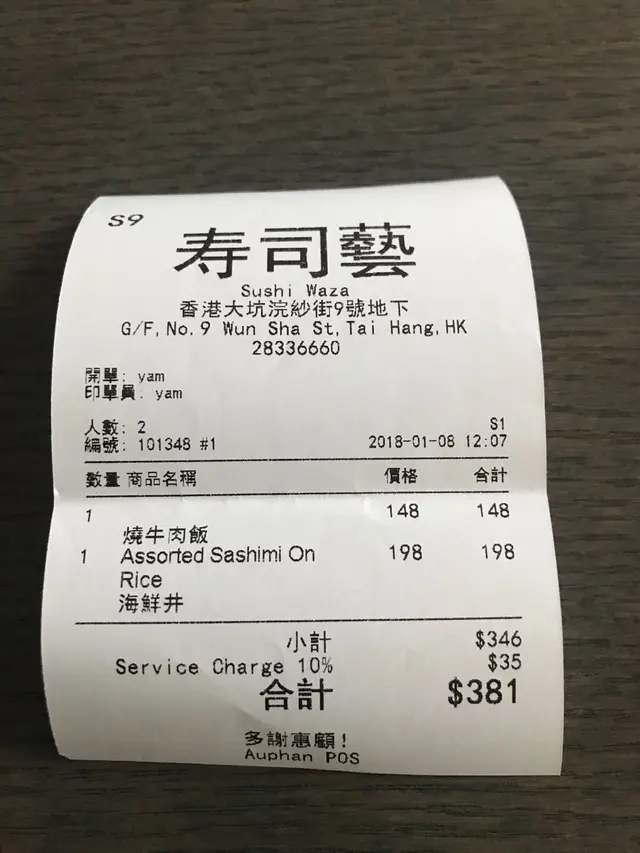 S9
寿司藝
Sushi Waza
香港大坑浣紗街9號地下
G/F, No. 9 Wun Sha St, Tai Hang, HK
28336660
開單: yam
印單員: yam
人數: 2 S1
編號: 101348 #1 2018-01-08 12:07
數量 商品名稱 價格 合計
1 148 148
燒牛肉飯
1 Assorted Sashimi On 198 198
Rice
海鮮井
小計 $346
Service Charge 10% $35
合計 $381
多謝惠顧!
Auphan POS